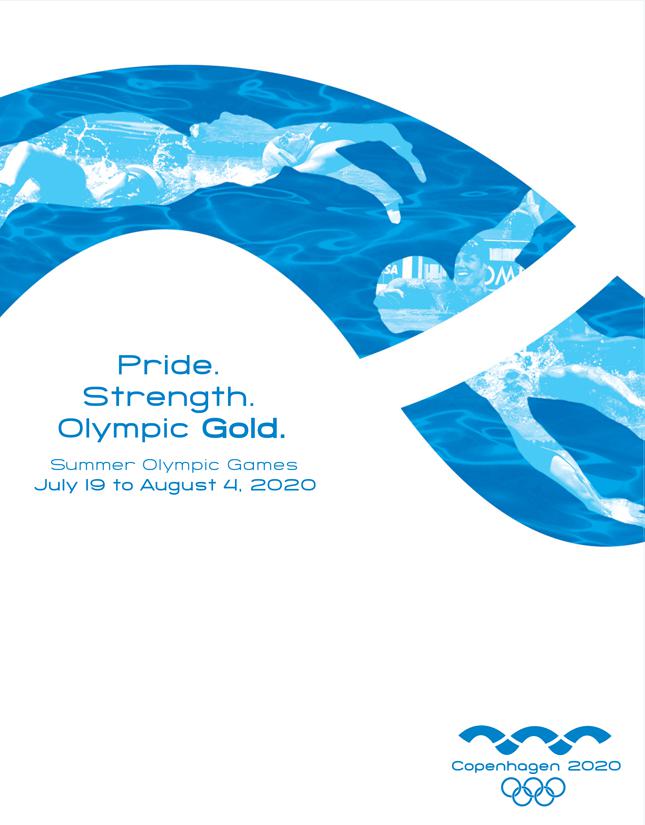 Pride.
Strength.
Olympic Gold.
Summer Olympic Games
July 19 to August 4, 2020
Copenhagen 2020